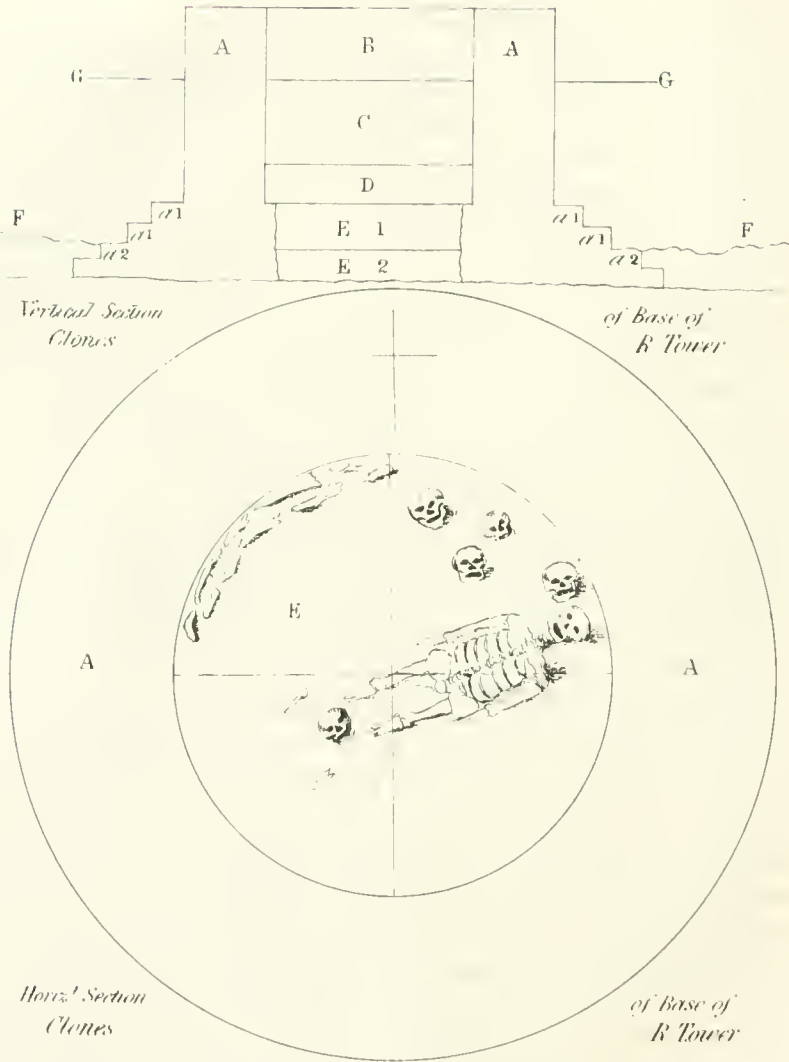 A B A
G G
C
D
a1 a1
F a1 E 1 a1 F
a2 a2
E 2
Vertical Section of Base of
Clones R Tower
E
A A
Horizl Section of Base of
Clones R Tower